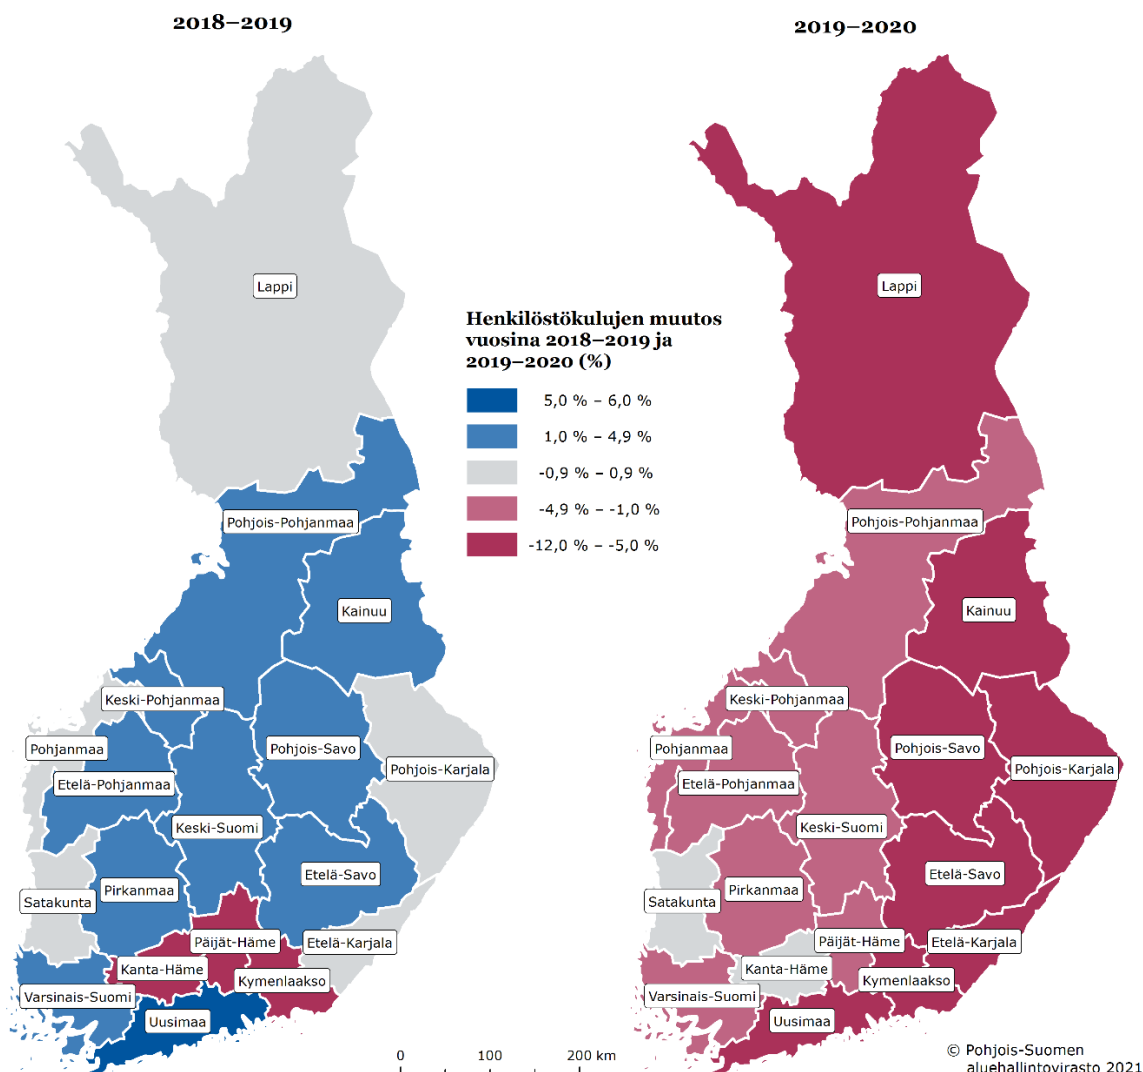 2018–2019
2019–2020
Lappi
Pohjois-Pohjanmaa
Kainuu
Keski-Pohjanmaa
Pohjanmaa
Pohjois-Savo
Pohjois-Karjala
Etelä-Pohjanmaa
Keski-Suomi
Etelä-Savo
Pirkanmaa
Satakunta
Päijät-Häme
Etelä-Karjala
Kanta-Häme
Kymenlaakso
Varsinais-Suomi
Uusimaa
Henkilöstökulujen muutos
vuosina 2018–2019 ja
2019–2020 (%)
5,0 % – 6,0 %
1,0 % – 4,9 %
-0,9 % – 0,9 %
-4,9 % – -1,0 %
-12,0 % – -5,0 %
Lappi
Pohjois-Pohjanmaa
Kainuu
Keski-Pohjanmaa
Pohjanmaa
Pohjois-Savo
Pohjois-Karjala
Etelä-Pohjanmaa
Keski-Suomi
Etelä-Savo
Pirkanmaa
Satakunta
Päijät-Häme
Etelä-Karjala
Kanta-Häme
Kymenlaakso
Varsinais-Suomi
Uusimaa
0 100 200 km
© Pohjois-Suomen
aluehallintovirasto 2021